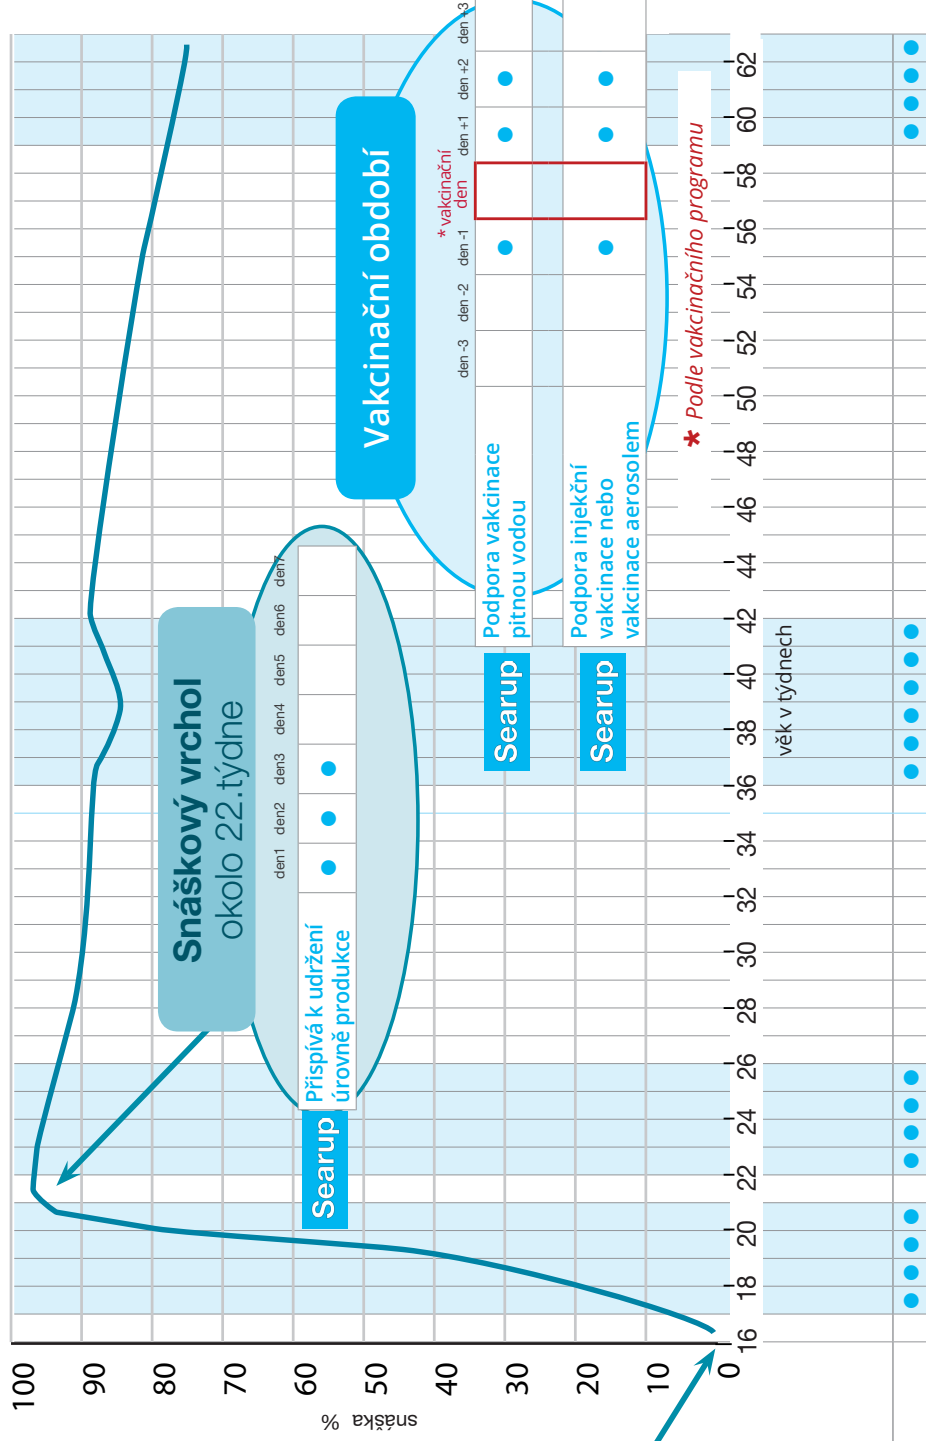 Snáškový vrchol
okolo 22.týdne
Vakcinační období
den1 den2 den3 den4 den5 den6 den7
Searup
Přispívá k udržení
úrovně produkce
* vakcinační
den
den -3 den -2 den -1 den +1 den +2 den +3
Searup
Podpora vakcinace
pitnou vodou
Searup
Podpora injekční
vakcinace nebo
vakcinace aerosolem
* Podle vakcinačního programu
snáška %
100
90
80
70
60
50
40
30
20
10
0
16 18 20 22 24 26 28 30 32 34 36 38 40 42 44 46 48 50 52 54 56 58 60 62
věk v týdnech